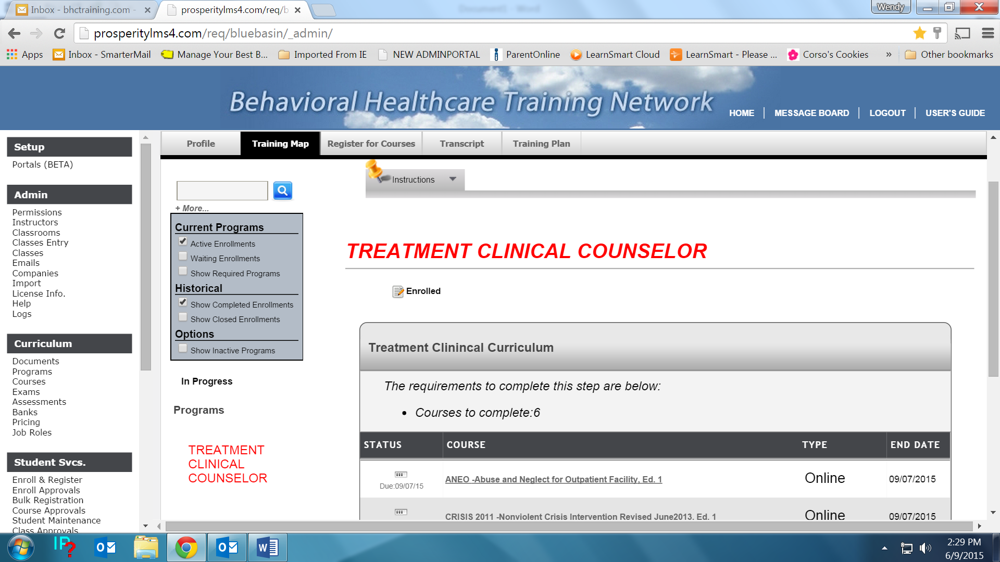 Document1 - Word
Inbox - bhctraining.com -
prosperitylms4.com/req/b
Wendy
prosperitylms4.com/req/bluebasin/_admin/
Apps
Inbox - SmarterMail
Manage Your Best B...
Imported From IE
NEW ADMINPORTAL
ParentOnline
LearnSmart Cloud
LearnSmart - Please ...
Corso's Cookies
»
Other bookmarks
Behavioral Healthcare Training Network
HOME | MESSAGE BOARD | LOGOUT | USER'S GUIDE
Setup
Portals (BETA)
Admin
Permissions
Instructors
Classrooms
Classes Entry
Classes
Emails
Companies
Import
License Info.
Help
Logs
Curriculum
Documents
Programs
Courses
Exams
Assessments
Banks
Pricing
Job Roles
Student Svcs.
Enroll & Register
Enroll Approvals
Bulk Registration
Course Approvals
Student Maintenance
Class Approvals
Profile
Training Map
Register for Courses
Transcript
Training Plan
+ More...
Current Programs
Active Enrollments
Waiting Enrollments
Show Required Programs
Historical
Show Completed Enrollments
Show Closed Enrollments
Options
Show Inactive Programs
In Progress
Programs
TREATMENT
CLINICAL
COUNSELOR
Instructions
TREATMENT CLINICAL COUNSELOR
Enrolled
Treatment Clinincal Curriculum
The requirements to complete this step are below:
• Courses to complete:6
STATUS COURSE TYPE END DATE
ANEO -Abuse and Neglect for Outpatient Facility, Ed. 1 Online 09/07/2015
Due:09/07/15
CRISIS 2011 -Nonviolent Crisis Intervention Revised June2013, Ed. 1 Online 09/07/2015
IP?
2:29 PM
6/9/2015